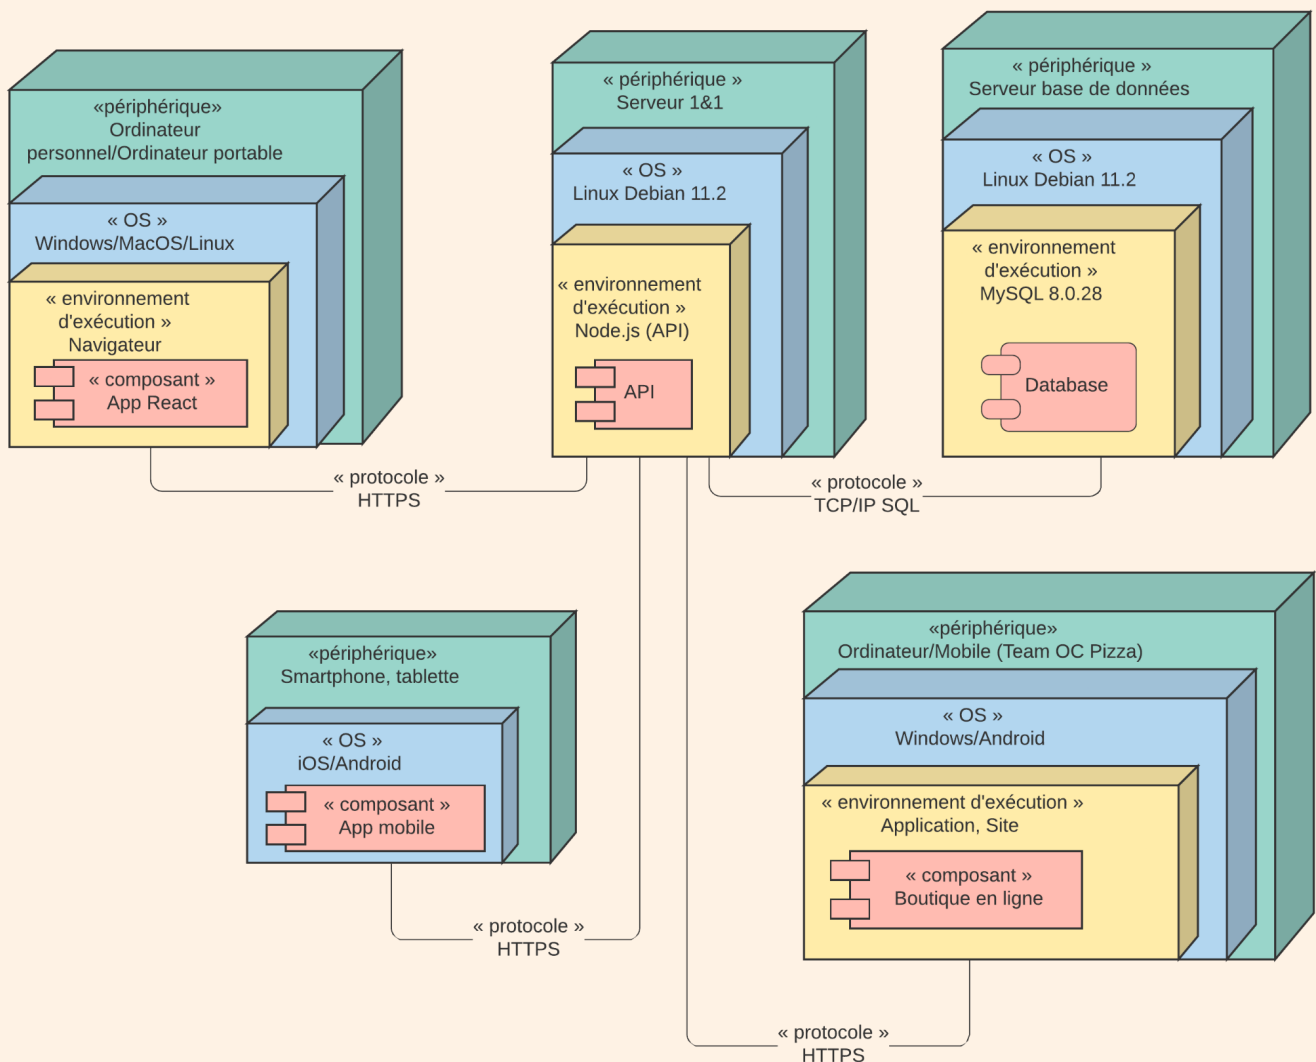 «périphérique»
Ordinateur
personnel/Ordinateur portable
« OS »
Windows/MacOS/Linux
« environnement
d'exécution »
Navigateur
« composant »
App React
« périphérique »
Serveur 1&1
« OS »
Linux Debian 11.2
« environnement
d'exécution »
Node.js (API)
API
« périphérique »
Serveur base de données
« OS »
Linux Debian 11.2
« environnement
d'exécution »
MySQL 8.0.28
Database
« protocole »
HTTPS
« protocole »
TCP/IP SQL
«périphérique»
Smartphone, tablette
« OS »
iOS/Android
« composant »
App mobile
« protocole »
HTTPS
«périphérique»
Ordinateur/Mobile (Team OC Pizza)
« OS »
Windows/Android
« environnement d'exécution »
Application, Site
« composant »
Boutique en ligne
« protocole »
HTTPS